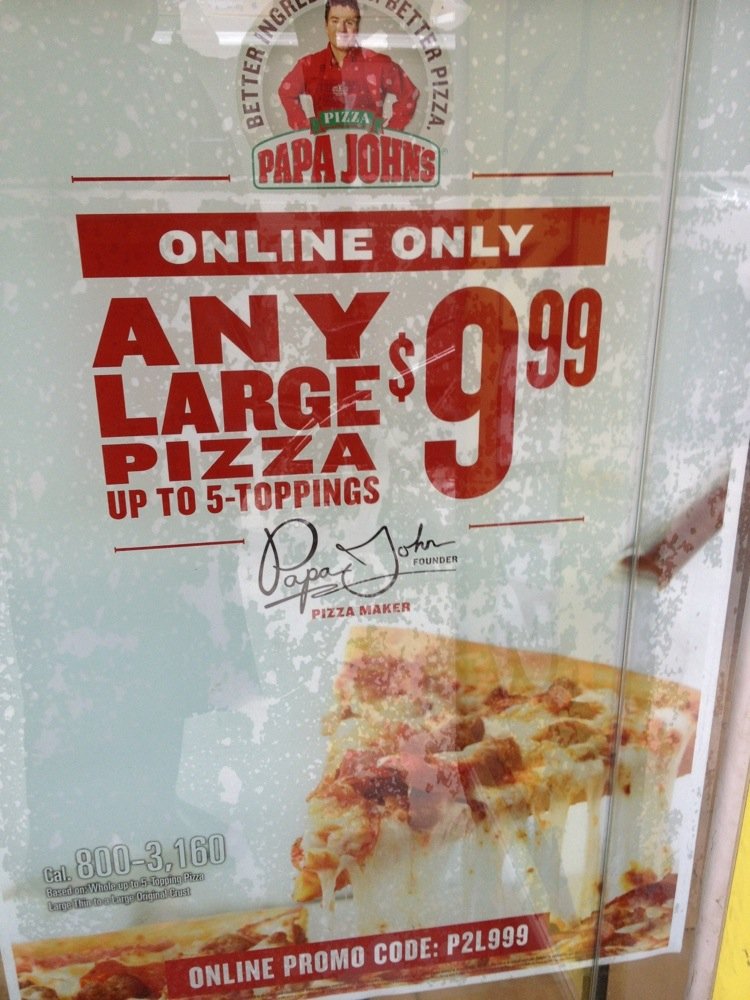 BETTER BETTER PIZZA.
PIZZA
PAPA JOHN'S
ONLINE ONLY
ANY
LARGE
PIZZA
$9.99
UP TO 5-TOPPINGS
Papa John
FOUNDER
PIZZA MAKER
Cal. 800-3,160
Based on Whole up to 5-Topping Pizza
Large Thin to a Large Original Crust
ONLINE PROMO CODE: P2L999